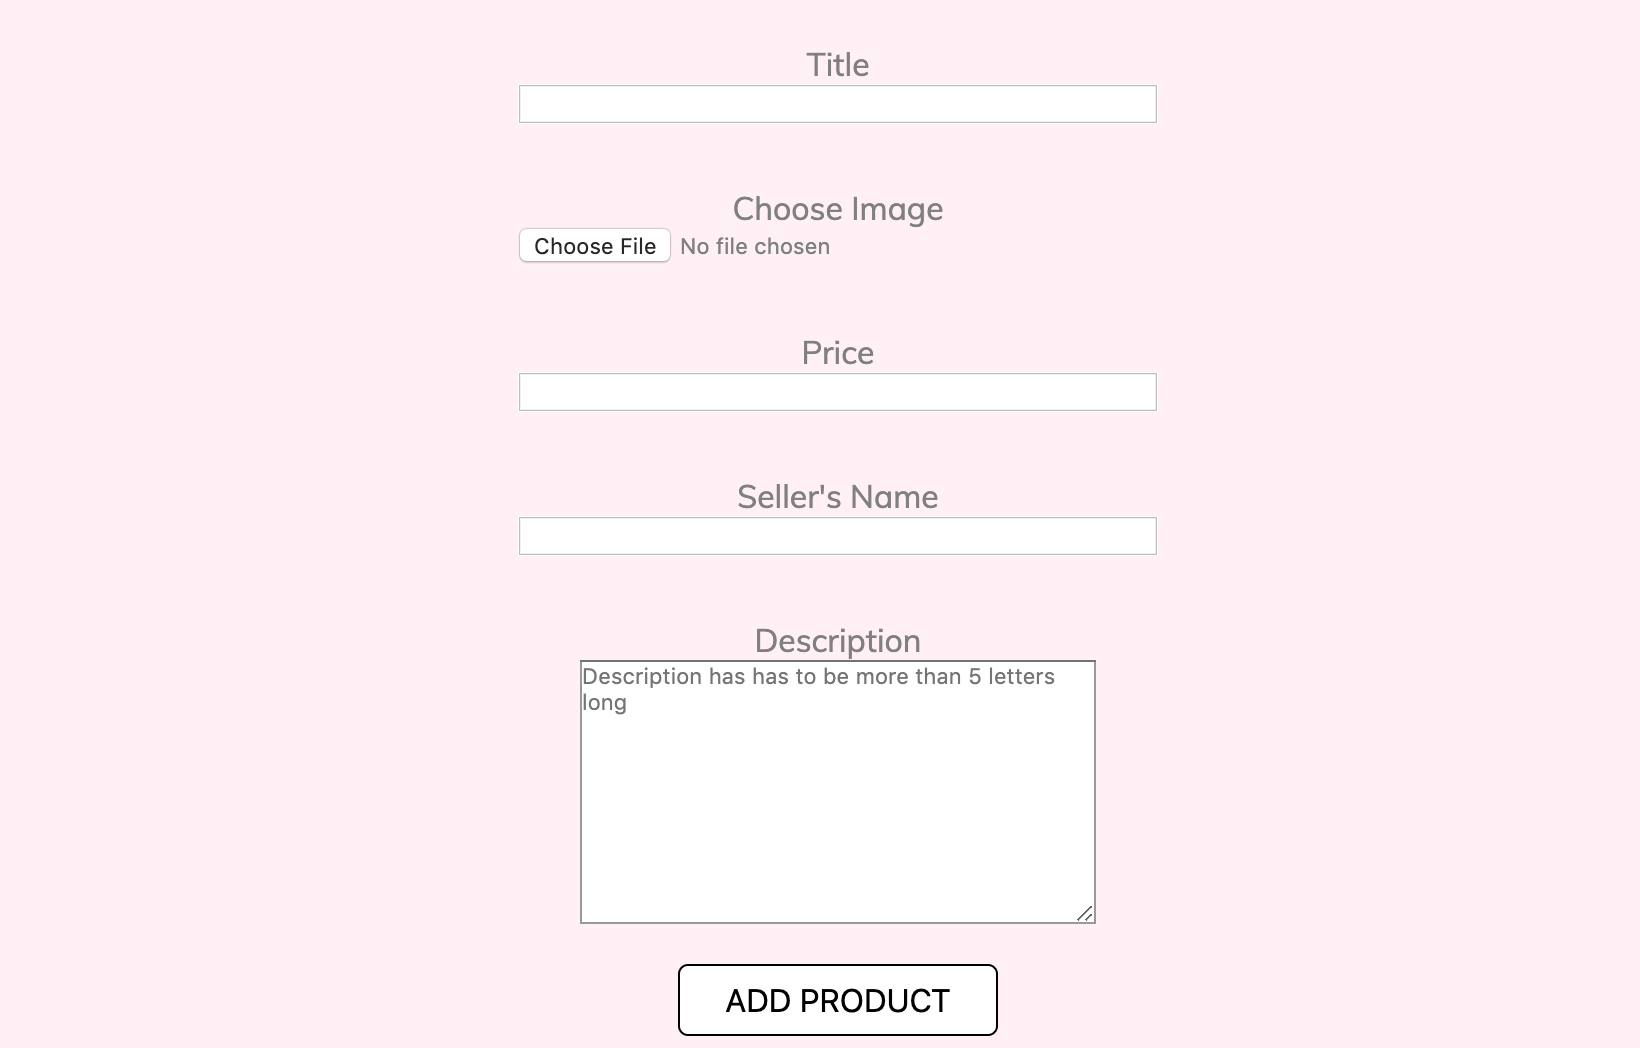 Title
Choose Image
Choose File No file chosen
Price
Seller's Name
Description
Description has has to be more than 5 letters
long
ADD PRODUCT